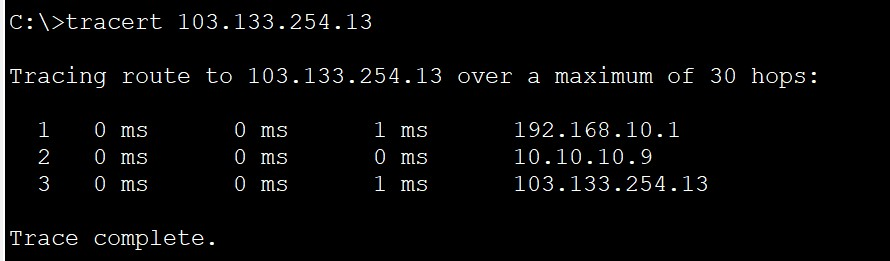 C:\>tracert 103.133.254.13
Tracing route to 103.133.254.13 over a maximum of 30 hops:
1 0 ms 0 ms 1 ms 192.168.10.1
2 0 ms 0 ms 0 ms 10.10.10.9
3 0 ms 0 ms 1 ms 103.133.254.13
Trace complete.